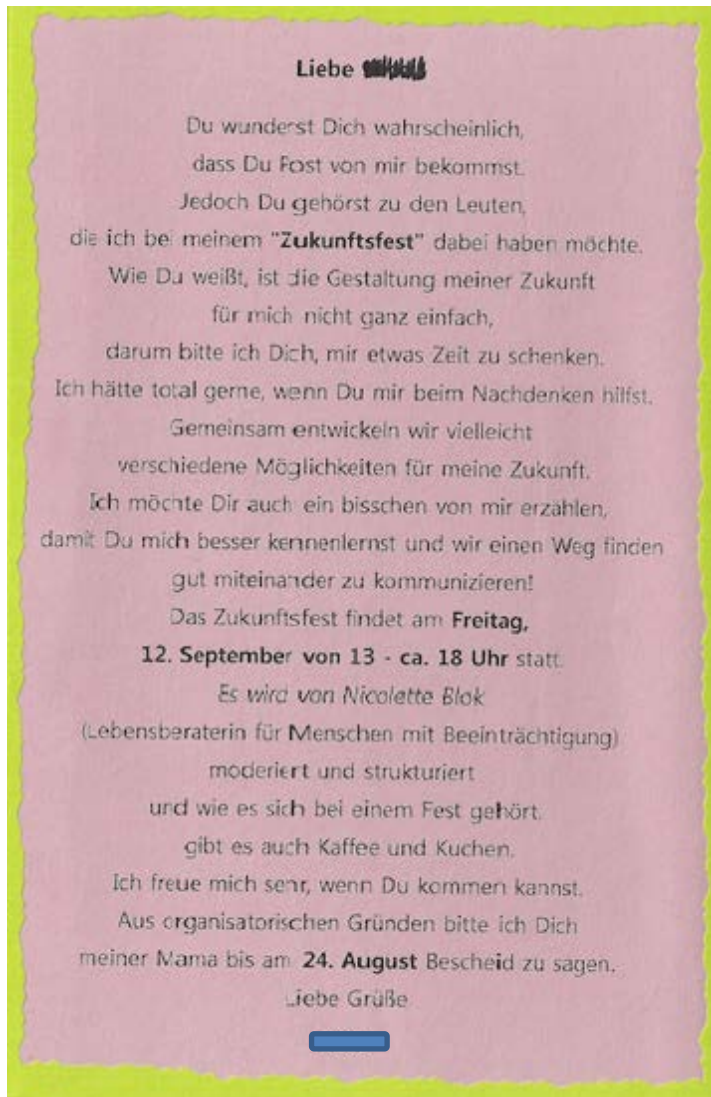 Liebe
Du wunderst Dich wahrscheinlich,
dass Du Post von mir bekommst.
Jedoch Du gehörst zu den Leuten,
die ich bei meinem "Zukunftsfest" dabei haben möchte.
Wie Du weißt, ist die Gestaltung meiner Zukunft
für mich nicht ganz einfach,
darum bitte ich Dich, mir etwas Zeit zu schenken.
Ich hätte total gerne, wenn Du mir beim Nachdenken hilfst.
Gemeinsam entwickeln wir vielleicht
verschiedene Möglichkeiten für meine Zukunft.
Ich möchte Dir auch ein bisschen von mir erzählen,
damit Du mich besser kennenlernst und wir einen Weg finden
gut miteinander zu kommunizieren!
Das Zukunftsfest findet am Freitag,
12. September von 13 - ca. 18 Uhr statt.
Es wird von Nicolette Blok
(Lebensberaterin für Menschen mit Beeinträchtigung)
moderiert und strukturiert
und wie es sich bei einem Fest gehört,
gibt es auch Kaffee und Kuchen.
Ich freue mich sehr, wenn Du kommen kannst.
Aus organisatorischen Gründen bitte ich Dich
meiner Mama bis am 24. August Bescheid zu sagen.
Liebe Grüße